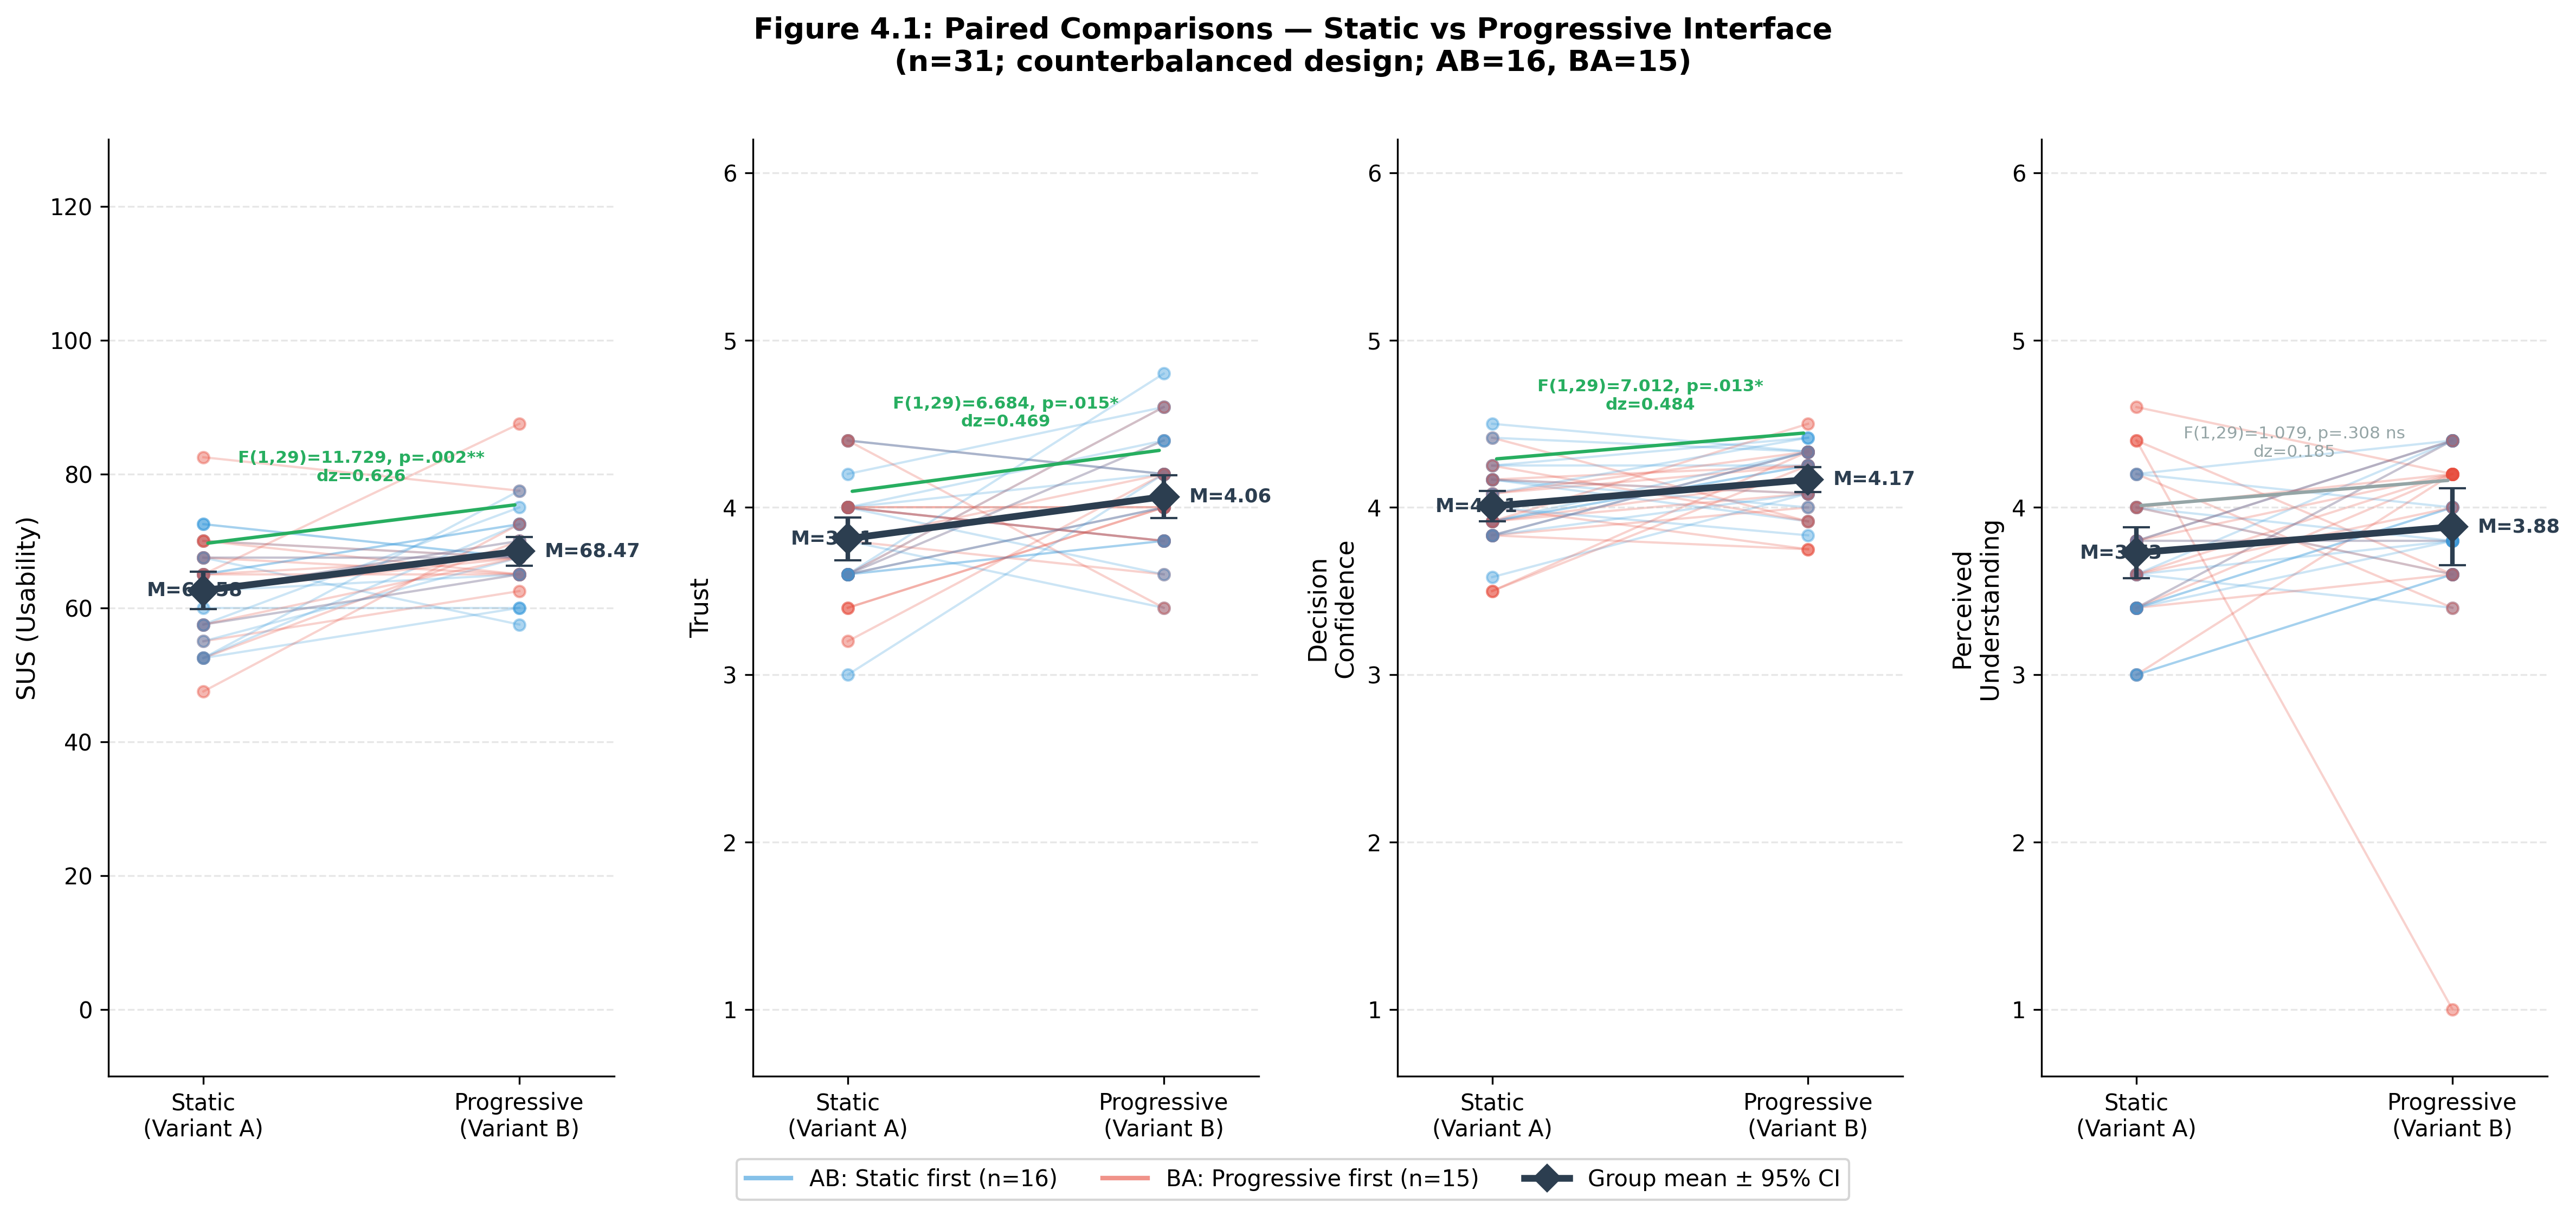 Figure 4.1: Paired Comparisons — Static vs Progressive Interface
(n=31; counterbalanced design; AB=16, BA=15)
SUS (Usability)
120
100
80
60
40
20
0
F(1,29)=11.729, p=.002**
dz=0.626
M=68.47
Static
(Variant A)
Progressive
(Variant B)
Trust
6
5
4
3
2
1
F(1,29)=6.684, p=.015*
dz=0.469
M=4.06
Static
(Variant A)
Progressive
(Variant B)
Decision
Confidence
6
5
4
3
2
1
F(1,29)=7.012, p=.013*
dz=0.484
M=4.17
Static
(Variant A)
Progressive
(Variant B)
Perceived
Understanding
6
5
4
3
2
1
F(1,29)=1.079, p=.308 ns
dz=0.185
M=3.88
Static
(Variant A)
Progressive
(Variant B)
AB: Static first (n=16)
BA: Progressive first (n=15)
Group mean ± 95% CI